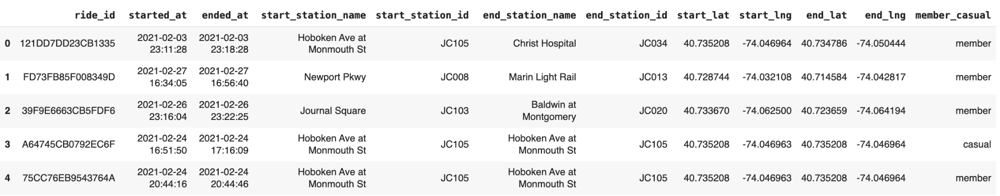 ride_id started_at ended_at start_station_name start_station_id end_station_name end_station_id start_lat start_lng end_lat end_lng member_casual
0 121DD7DD23CB1335 2021-02-03 23:11:28 2021-02-03 23:18:28 Hoboken Ave at Monmouth St JC105 Christ Hospital JC034 40.735208 -74.046964 40.734786 -74.050444 member
1 FD73FB85F008349D 2021-02-27 16:34:05 2021-02-27 16:56:40 Newport Pkwy JC008 Marin Light Rail JC013 40.728744 -74.032108 40.714584 -74.042817 member
2 39F9E6663CB5FDF6 2021-02-26 23:16:04 2021-02-26 23:22:25 Journal Square JC103 Baldwin at Montgomery JC020 40.733670 -74.062500 40.723659 -74.064194 member
3 A64745CB0792EC6F 2021-02-24 16:51:50 2021-02-24 17:16:09 Hoboken Ave at Monmouth St JC105 Hoboken Ave at Monmouth St JC105 40.735208 -74.046963 40.735208 -74.046964 casual
4 75CC76EB9543764A 2021-02-24 20:44:16 2021-02-24 20:44:46 Hoboken Ave at Monmouth St JC105 Hoboken Ave at Monmouth St JC105 40.735208 -74.046963 40.735208 -74.046964 member